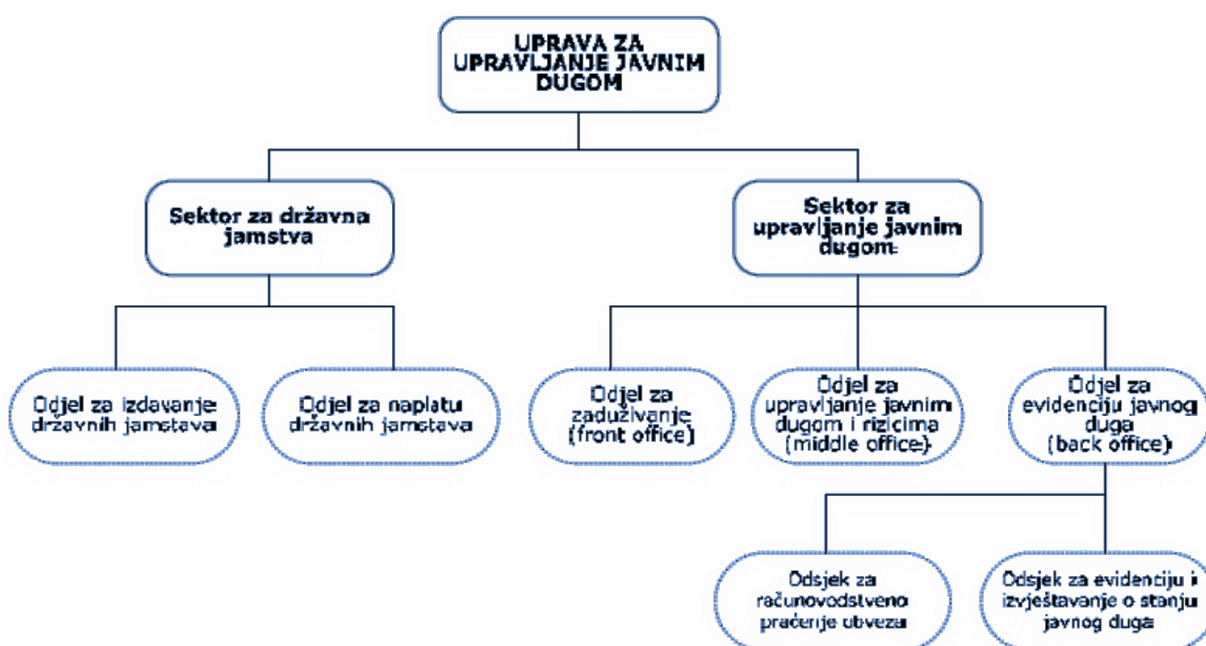 UPRAVA ZA
UPRAVLJANJE JAVNIM
DUGOM
Sektor za državna
jamstva
Sektor za
upravljanje javnim
dugom
Odjel za izdavanje
državnih jamstava
Odjel za naplatu
državnih jamstava
Odjel za
zaduživanje
(front office)
Odjel za
upravljanje javnim
dugom i rizicima
(middle office)
Odjel za
evidenciju javnog
duga
(back office)
Odsjek za
računovodstveno
praćenje obveza
Odsjek za evidenciju i
izvještavanje o stanju
javnog duga